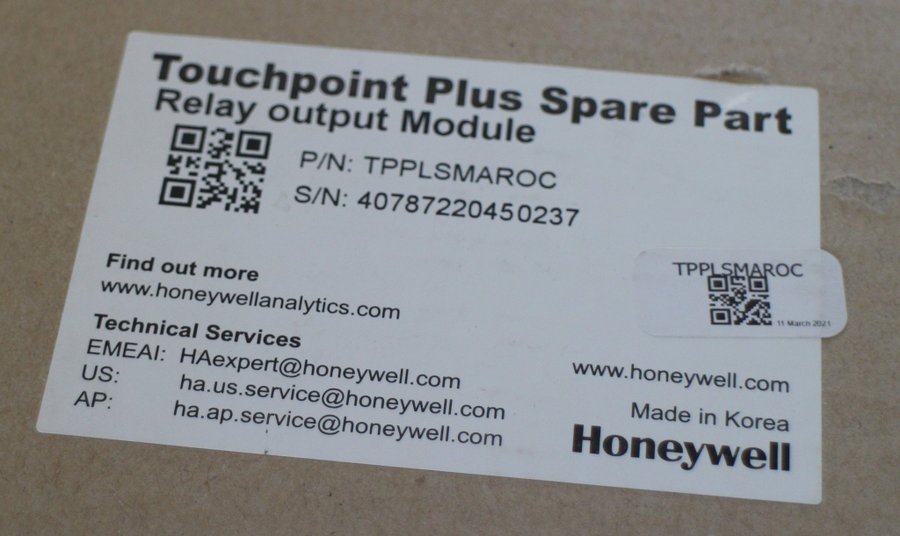 Touchpoint Plus Spare Part
Relay output Module
P/N: TPPLSMAROC
S/N: 40787220450237
Find out more
www.honeywellanalytics.com
Technical Services
EMEAI: HAexpert@honeywell.com
US: ha.us.service@honeywell.com
AP: ha.ap.service@honeywell.com
TPPLSMAROC
11 March 2021
www.honeywell.com
Made in Korea
Honeywell